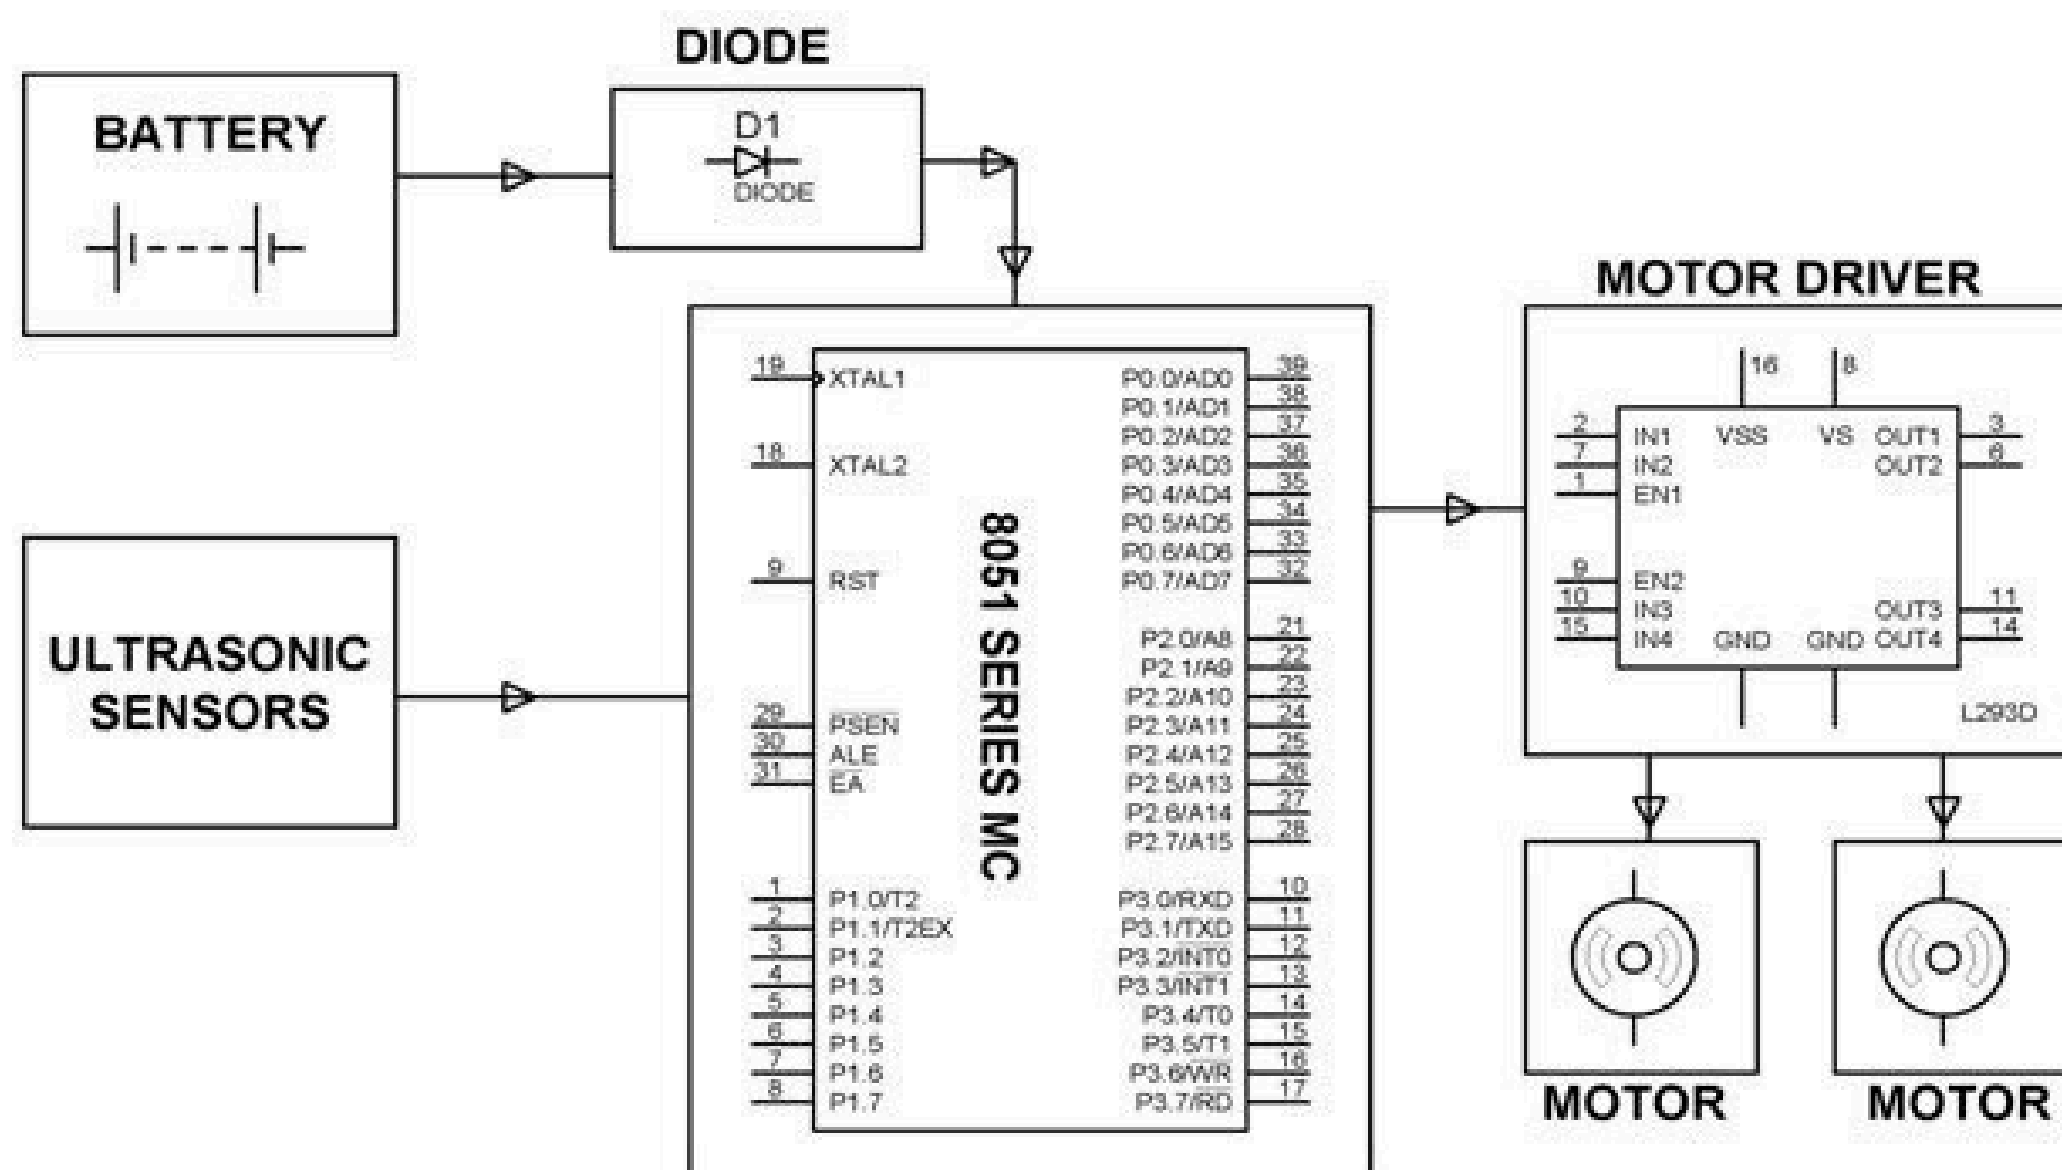 DIODE
BATTERY
D1
DIODE
MOTOR DRIVER
19 XTAL1 P0.0/AD0 39
P0.1/AD1 38
P0.2/AD2 37
18 XTAL2 P0.3/AD3 36
P0.4/AD4 35
P0.5/AD5 34
P0.6/AD6 33
9 RST P0.7/AD7 32
P2.0/A8 21
P2.1/A9 22
P2.2/A10 23
29 PSEN P2.3/A11 24
30 ALE P2.4/A12 25
31 EA P2.5/A13 26
P2.6/A14 27
P2.7/A15 28
1 P1.0/T2 P3.0/RXD 10
2 P1.1/T2EX P3.1/TXD 11
3 P1.2 P3.2/INT0 12
4 P1.3 P3.3/INT1 13
5 P1.4 P3.4/T0 14
6 P1.5 P3.5/T1 15
7 P1.6 P3.6/WR 16
8 P1.7 P3.7/RD 17
8051 SERIES MC
ULTRASONIC
SENSORS
16 8
2 IN1 VSS VS OUT1 3
7 IN2 OUT2 6
1 EN1
9 EN2
10 IN3 OUT3 11
15 IN4 GND GND OUT4 14
L293D
MOTOR MOTOR